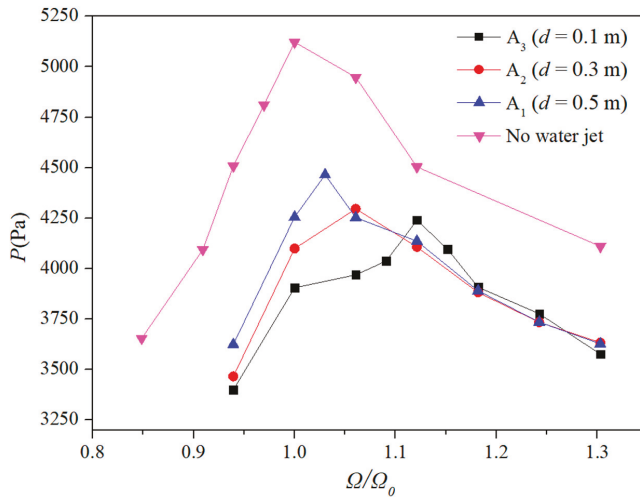 5250
5000
4750
4500
4250
4000
3750
3500
3250
P(Pa)
A₃ (d = 0.1 m)
A₂ (d = 0.3 m)
A₁ (d = 0.5 m)
No water jet
0.8 0.9 1.0 1.1 1.2 1.3
Ω/Ω₀